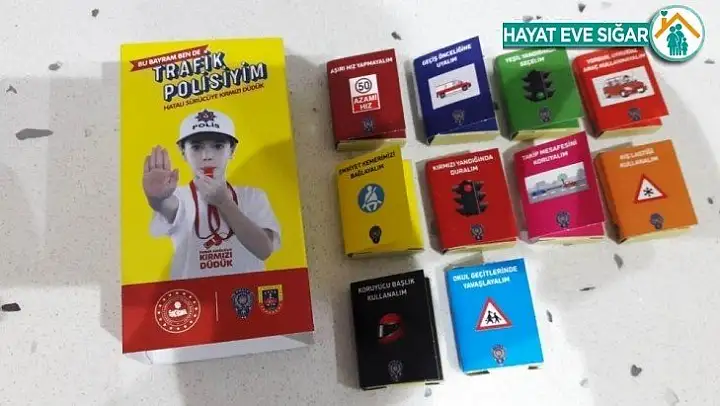 HAYAT EVE SIĞAR
BU BAYRAM BEN DE
TRAFİK
POLİSİYİM
HATALI SÜRÜCÜYE KIRMIZI DÜDÜK
POLİS
KIRMIZI
DÜDÜK
AŞIRI HIZ YAPMAYALIM
50
AZAMİ
HIZ
GEÇİŞ ÖNCELİĞİNE
UYALIM
YEŞİL YANDIĞINDA
GEÇELİM
EMNİYET KEMERİMİZİ
BAĞLAYALIM
KIRMIZI YANDIĞINDA
DURALIM
TAKİP MESAFESİNİ
KORUYALIM
KIŞ LASTİĞİ
KULLANALIM
KORUYUCU BAŞLIK
KULLANALIM
OKUL GEÇİTLERİNDE
YAVAŞLAYALIM